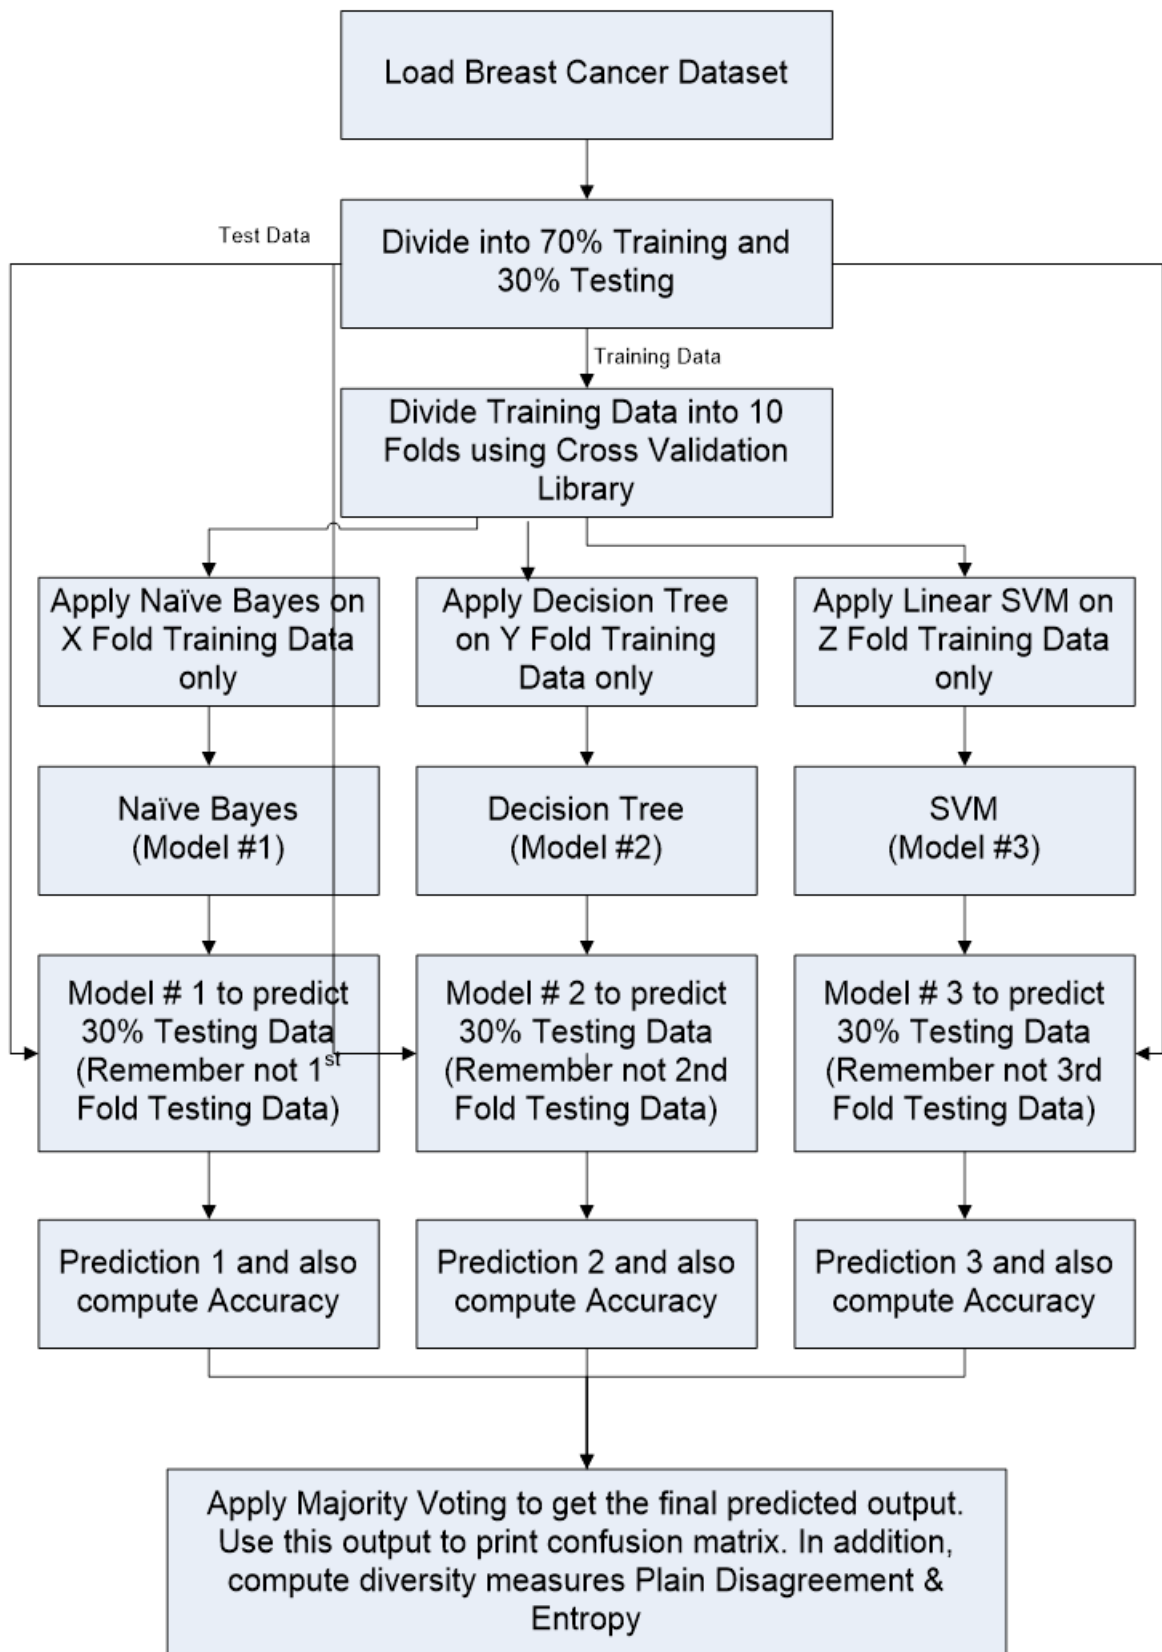 Load Breast Cancer Dataset
Test Data
Divide into 70% Training and
30% Testing
Training Data
Divide Training Data into 10
Folds using Cross Validation
Library
Apply Naïve Bayes on
X Fold Training Data
only
Apply Decision Tree
on Y Fold Training
Data only
Apply Linear SVM on
Z Fold Training Data
only
Naïve Bayes
(Model #1)
Decision Tree
(Model #2)
SVM
(Model #3)
Model # 1 to predict
30% Testing Data
(Remember not 1st
Fold Testing Data)
Model # 2 to predict
30% Testing Data
(Remember not 2nd
Fold Testing Data)
Model # 3 to predict
30% Testing Data
(Remember not 3rd
Fold Testing Data)
Prediction 1 and also
compute Accuracy
Prediction 2 and also
compute Accuracy
Prediction 3 and also
compute Accuracy
Apply Majority Voting to get the final predicted output.
Use this output to print confusion matrix. In addition,
compute diversity measures Plain Disagreement &
Entropy